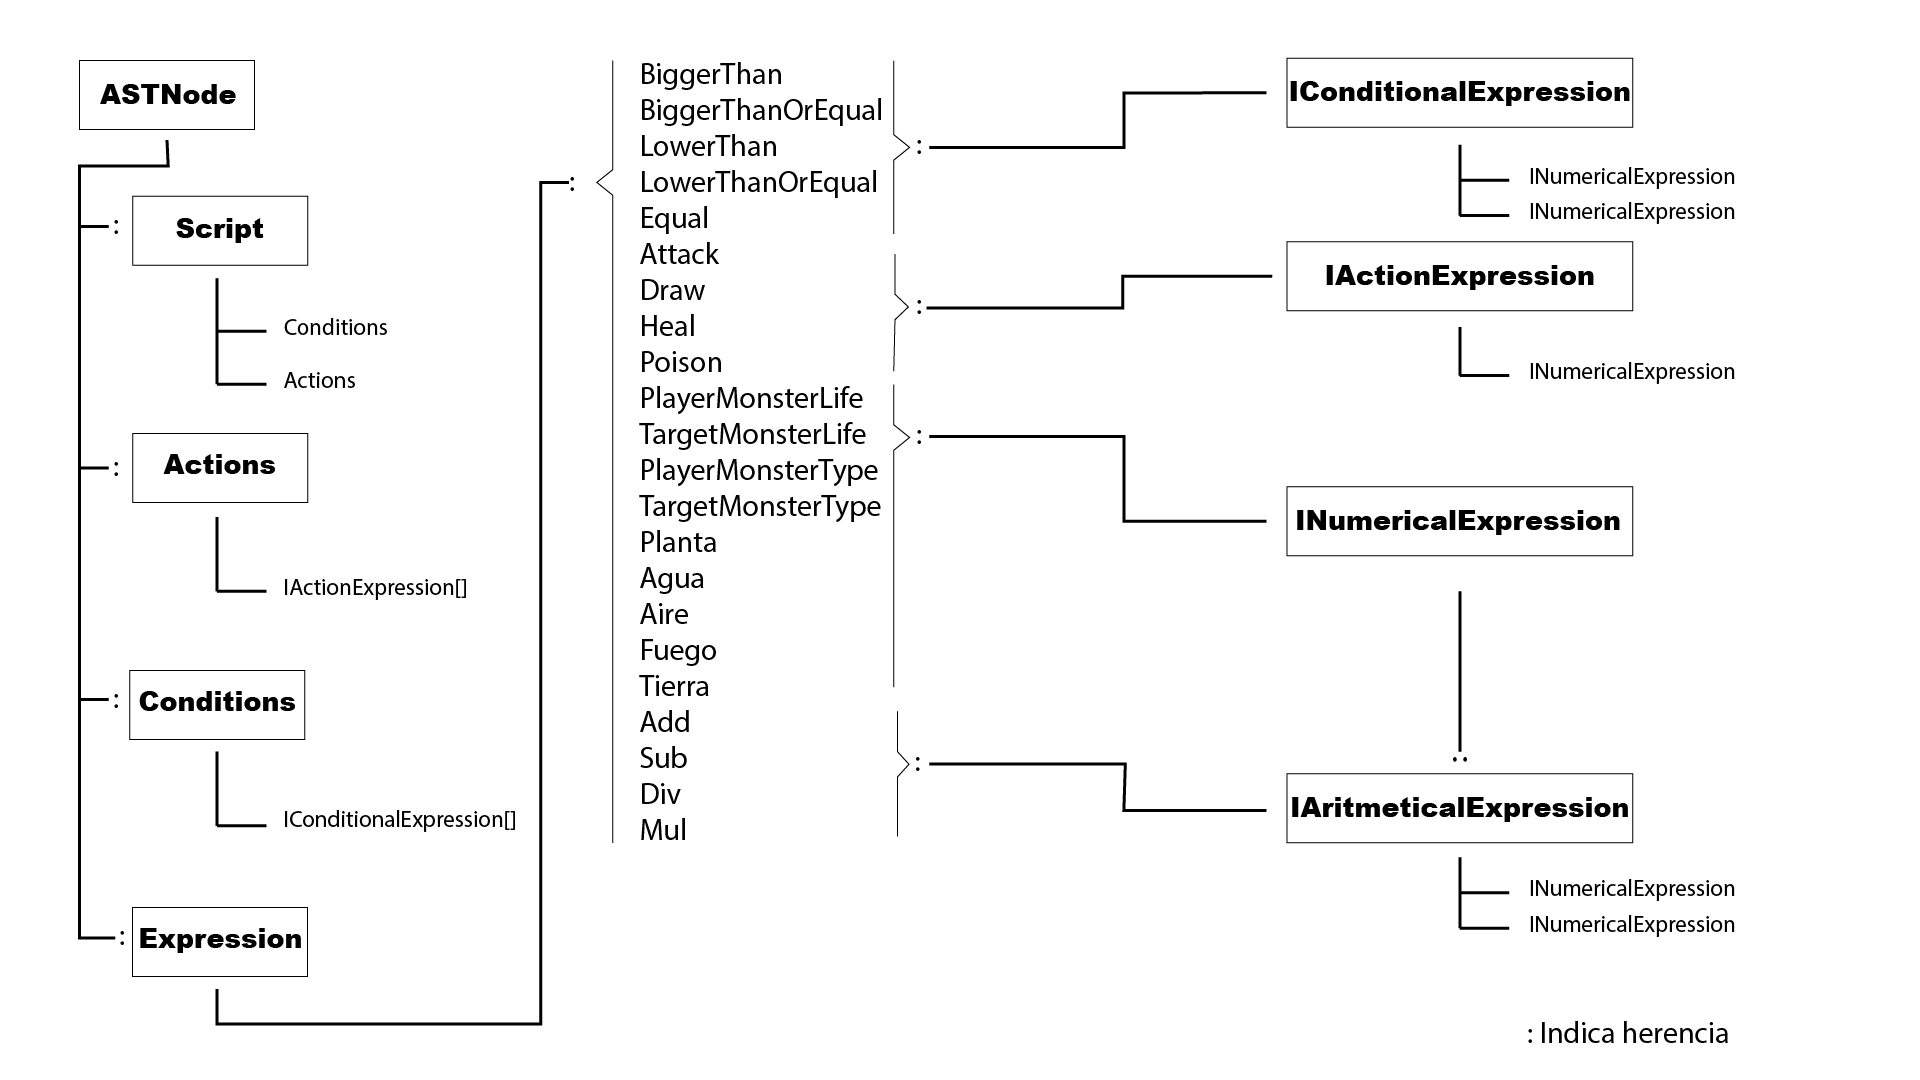 ASTNode
: Script
Conditions
Actions
: Actions
IActionExpression[]
: Conditions
IConditionalExpression[]
: Expression
:
BiggerThan
BiggerThanOrEqual
LowerThan
LowerThanOrEqual
Equal
Attack
Draw
Heal
Poison
PlayerMonsterLife
TargetMonsterLife
PlayerMonsterType
TargetMonsterType
Planta
Agua
Aire
Fuego
Tierra
Add
Sub
Div
Mul
:
IConditionalExpression
INumericalExpression
INumericalExpression
:
IActionExpression
INumericalExpression
:
INumericalExpression
..
:
IAritmeticalExpression
INumericalExpression
INumericalExpression
: Indica herencia